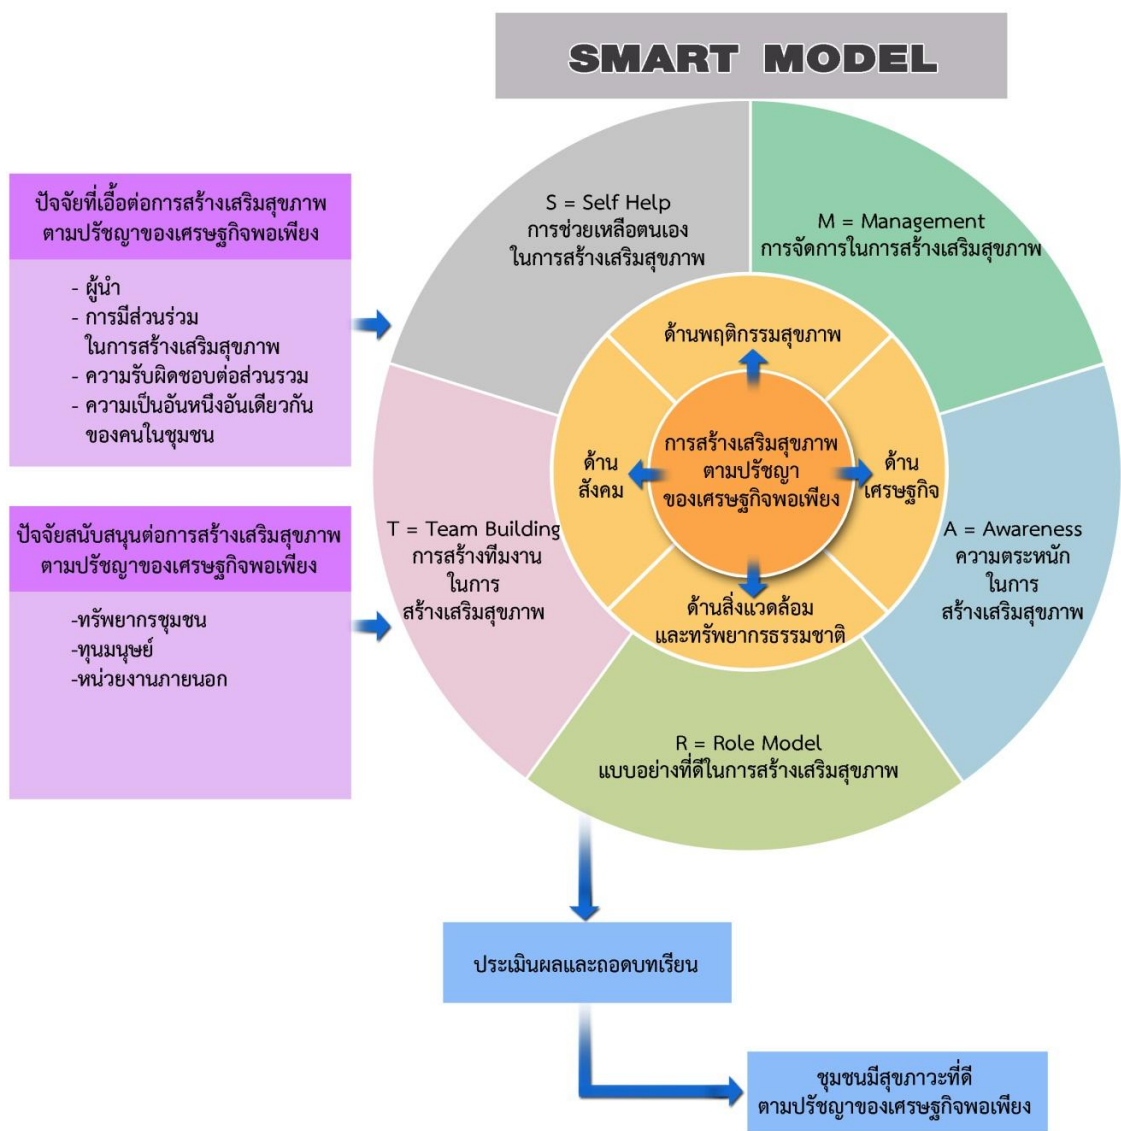 SMART MODEL
ปัจจัยที่เอื้อต่อการสร้างเสริมสุขภาพ
ตามปรัชญาของเศรษฐกิจพอเพียง
- ผู้นำ
- การมีส่วนร่วม
ในการสร้างเสริมสุขภาพ
- ความรับผิดชอบต่อส่วนรวม
- ความเป็นอันหนึ่งอันเดียวกัน
ของคนในชุมชน
ปัจจัยสนับสนุนต่อการสร้างเสริมสุขภาพ
ตามปรัชญาของเศรษฐกิจพอเพียง
-ทรัพยากรชุมชน
-ทุนมนุษย์
-หน่วยงานภายนอก
S = Self Help
การช่วยเหลือตนเอง
ในการสร้างเสริมสุขภาพ
M = Management
การจัดการในการสร้างเสริมสุขภาพ
A = Awareness
ความตระหนัก
ในการ
สร้างเสริมสุขภาพ
R = Role Model
แบบอย่างที่ดีในการสร้างเสริมสุขภาพ
T = Team Building
การสร้างทีมงาน
ในการ
สร้างเสริมสุขภาพ
ด้านพฤติกรรมสุขภาพ
ด้าน
เศรษฐกิจ
ด้านสิ่งแวดล้อม
และทรัพยากรธรรมชาติ
ด้าน
สังคม
การสร้างเสริมสุขภาพ
ตามปรัชญา
ของเศรษฐกิจพอเพียง
ประเมินผลและถอดบทเรียน
ชุมชนมีสุขภาวะที่ดี
ตามปรัชญาของเศรษฐกิจพอเพียง